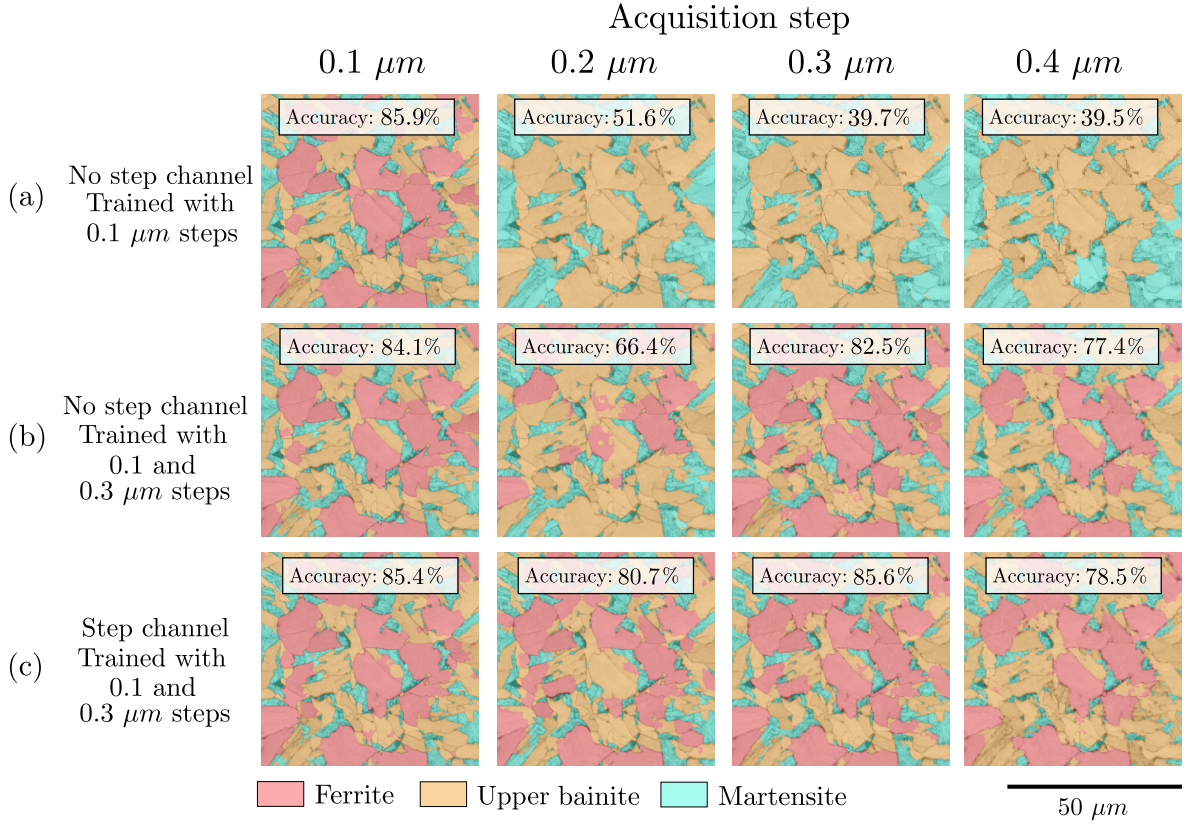 Acquisition step
0.1 μm 0.2 μm 0.3 μm 0.4 μm
(a)
No step channel
Trained with
0.1 μm steps
Accuracy: 85.9%
Accuracy: 51.6%
Accuracy: 39.7%
Accuracy: 39.5%
(b)
No step channel
Trained with
0.1 and
0.3 μm steps
Accuracy: 84.1%
Accuracy: 66.4%
Accuracy: 82.5%
Accuracy: 77.4%
(c)
Step channel
Trained with
0.1 and
0.3 μm steps
Accuracy: 85.4%
Accuracy: 80.7%
Accuracy: 85.6%
Accuracy: 78.5%
Ferrite
Upper bainite
Martensite
50 μm